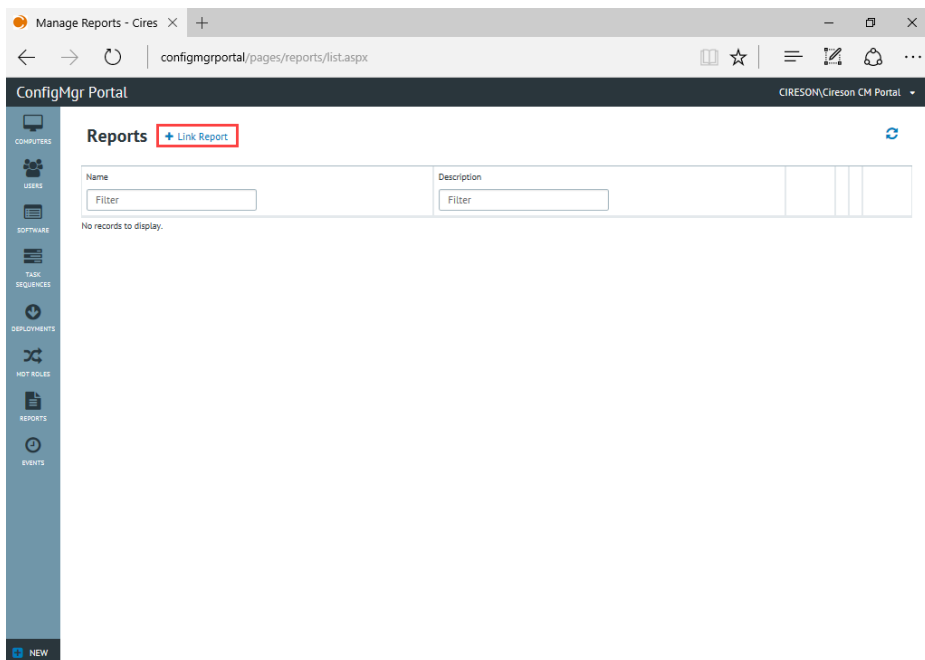 Manage Reports - Cires
configmgrportal/pages/reports/list.aspx
ConfigMgr Portal
CIRESON\Cireson CM Portal
COMPUTERS
USERS
SOFTWARE
TASK
SEQUENCES
DEPLOYMENTS
HOT ROLES
REPORTS
EVENTS
NEW
Reports
+ Link Report
Name
Description
Filter
Filter
No records to display.